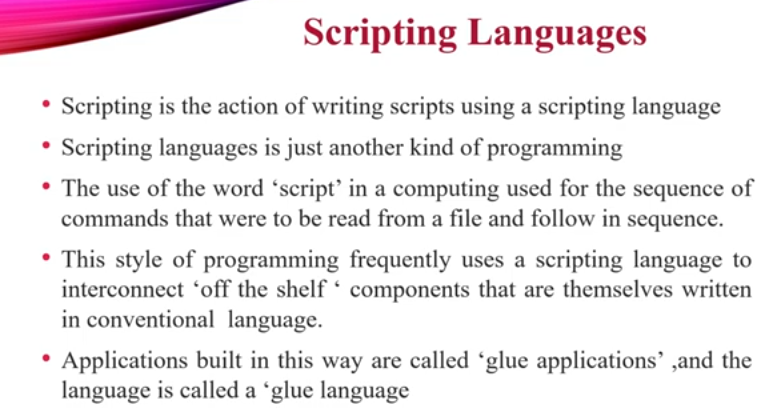 Scripting Languages
• Scripting is the action of writing scripts using a scripting language
• Scripting languages is just another kind of programming
• The use of the word ‘script’ in a computing used for the sequence of
commands that were to be read from a file and follow in sequence.
• This style of programming frequently uses a scripting language to
interconnect ‘off the shelf ‘ components that are themselves written
in conventional language.
• Applications built in this way are called ‘glue applications’ ,and the
language is called a ‘glue language